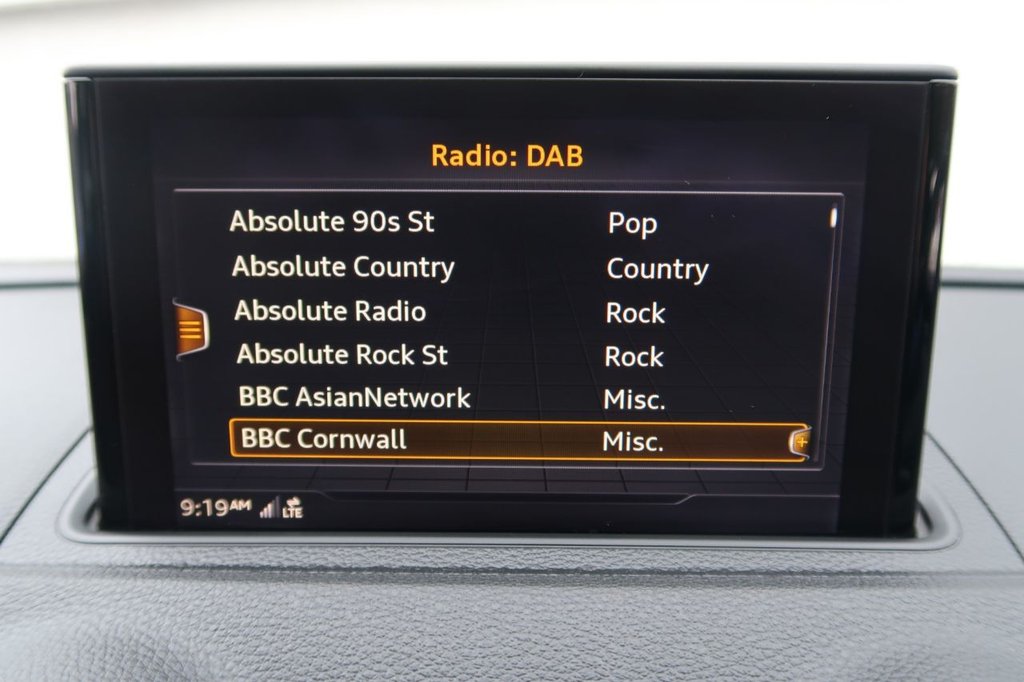 Radio: DAB
Absolute 90s St Pop
Absolute Country Country
Absolute Radio Rock
Absolute Rock St Rock
BBC AsianNetwork Misc.
BBC Cornwall Misc.
9:19AM LTE